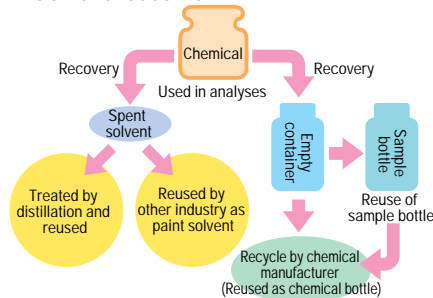 Chemical
Recovery
Recovery
Used in analyses
Spent
solvent
Empty
container
Sample
bottle
Treated by
distillation and
reused
Reused by
other industry as
paint solvent
Reuse of
sample bottle
Recycle by chemical
manufacturer
(Reused as chemical bottle)